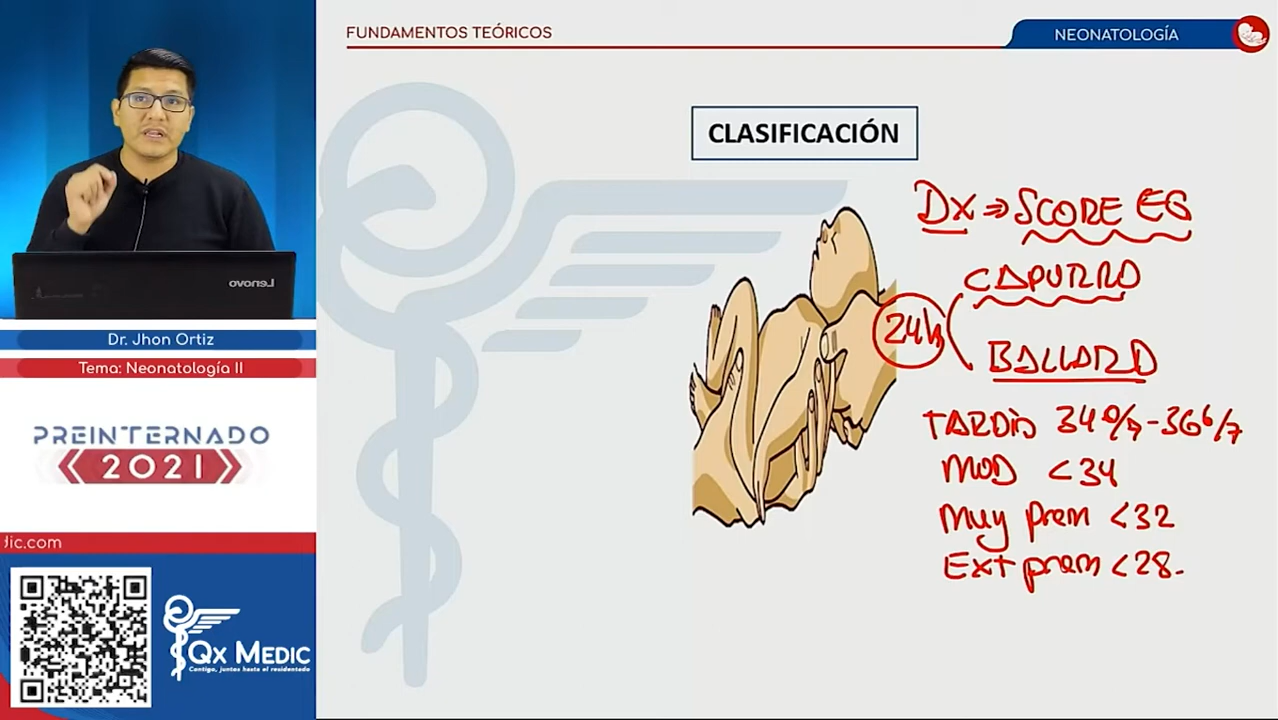 FUNDAMENTOS TEÓRICOS
NEONATOLOGÍA
CLASIFICACIÓN
DX ⇒ SCORE EG
CAPURRO
24h
BALLARD
TARDÍO 34 0/7 - 36 6/7
MOD < 34
Muy prem < 32
Ext prem < 28.
Lenovo
Dr. Jhon Ortiz
Tema: Neonatología II
PREINTERNADO
2021
dic.com
QX MEDIC
Contigo, juntos hasta el residentado